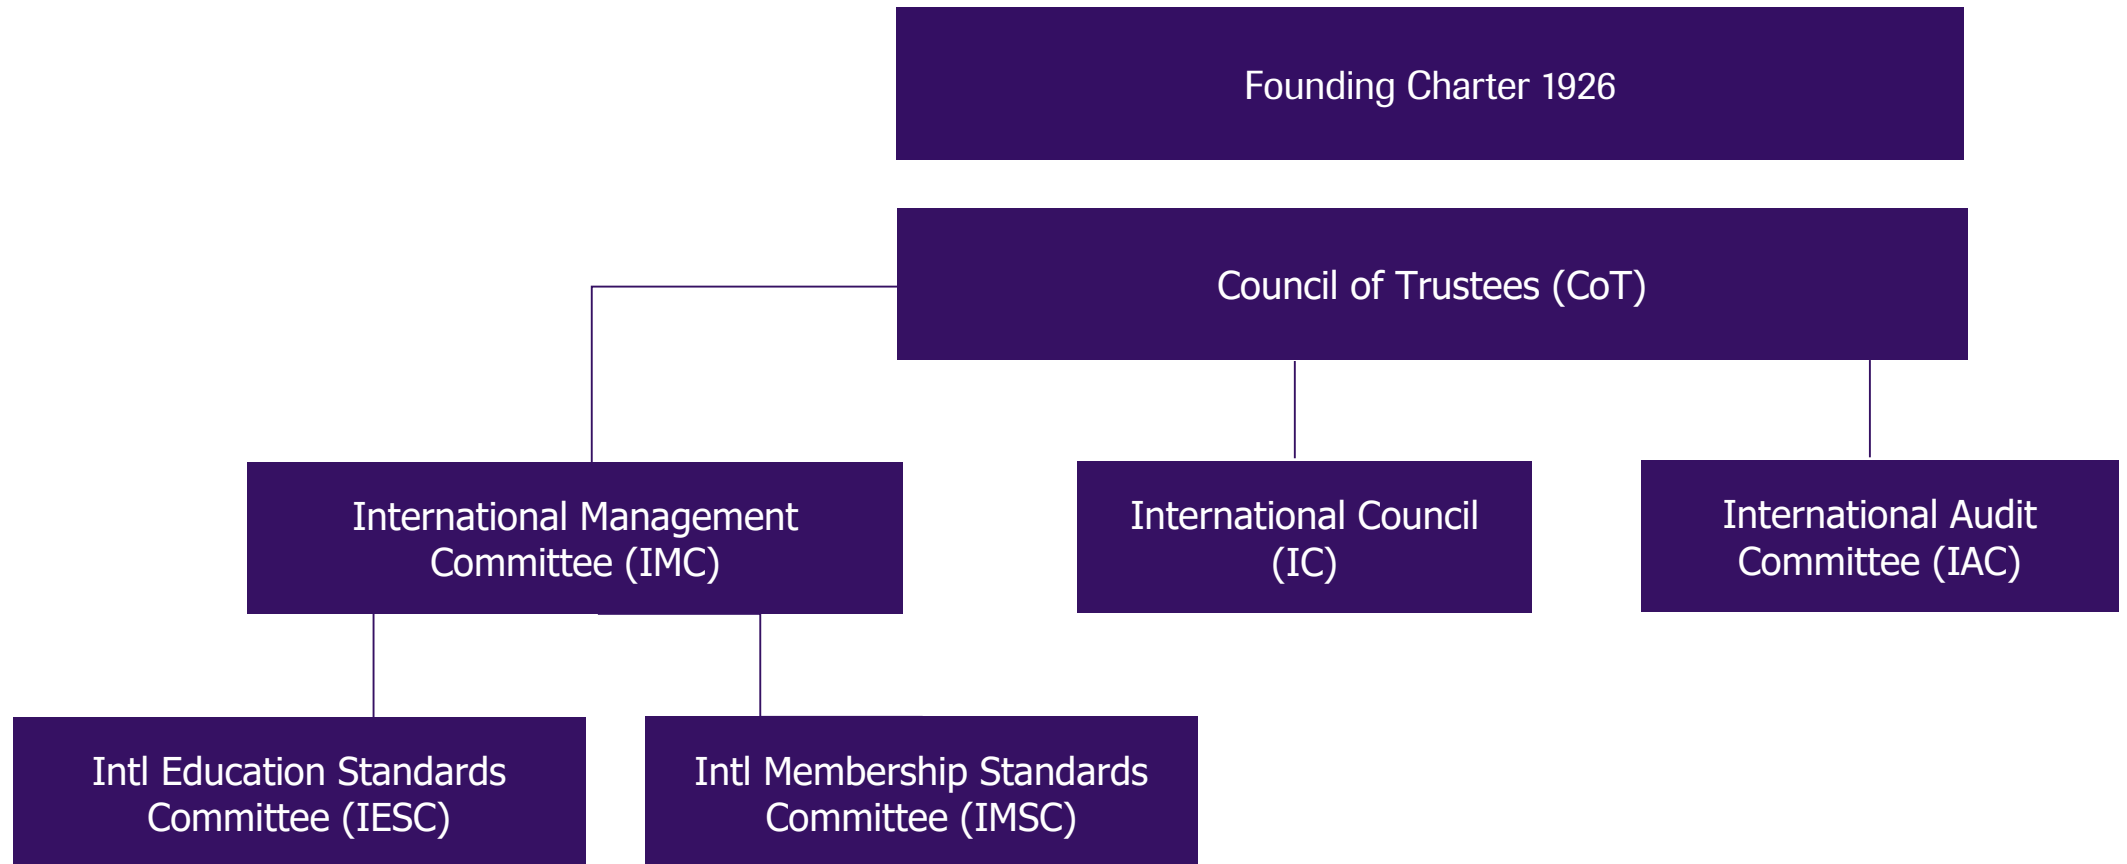 Founding Charter 1926
Council of Trustees (CoT)
International Management
Committee (IMC)
International Council
(IC)
International Audit
Committee (IAC)
Intl Education Standards
Committee (IESC)
Intl Membership Standards
Committee (IMSC)